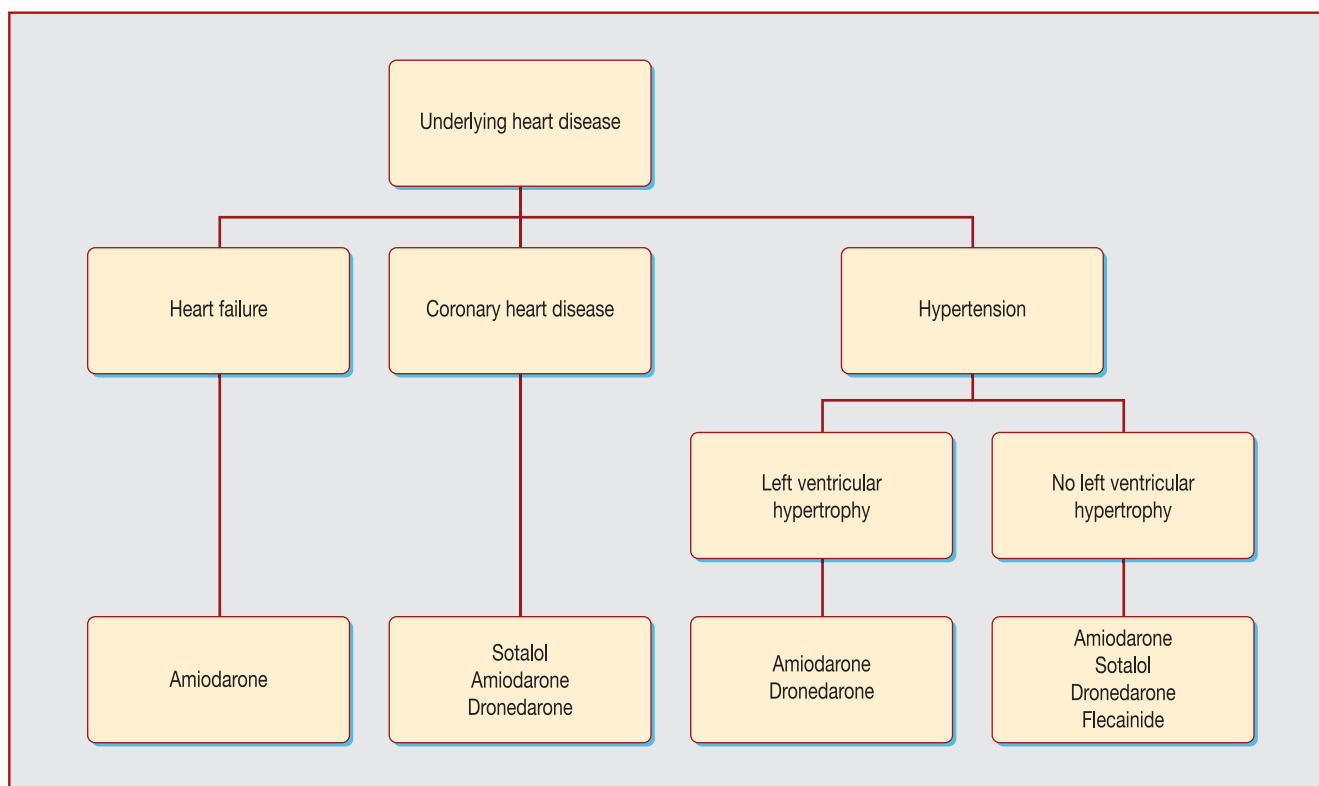 Underlying heart disease
Heart failure
Coronary heart disease
Hypertension
Left ventricular
hypertrophy
No left ventricular
hypertrophy
Amiodarone
Sotalol
Amiodarone
Dronedarone
Amiodarone
Dronedarone
Amiodarone
Sotalol
Dronedarone
Flecainide